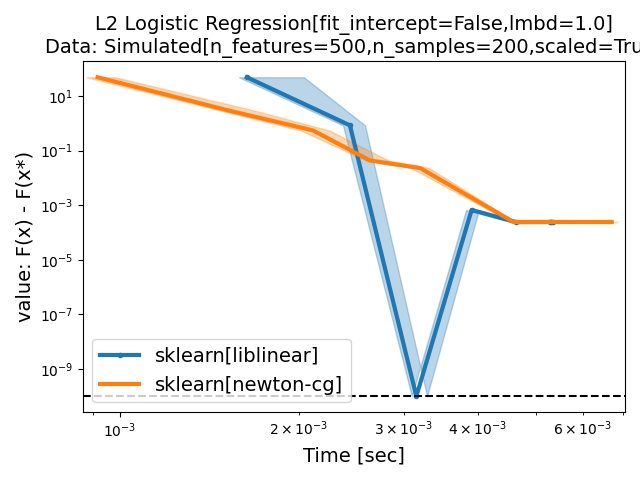 L2 Logistic Regression[fit_intercept=False,lmbd=1.0]
Data: Simulated[n_features=500,n_samples=200,scaled=Tru
value: F(x) - F(x*)
10¹
10⁻¹
10⁻³
10⁻⁵
10⁻⁷
10⁻⁹
sklearn[liblinear]
sklearn[newton-cg]
10⁻³
2 × 10⁻³
3 × 10⁻³
4 × 10⁻³
6 × 10⁻³
Time [sec]